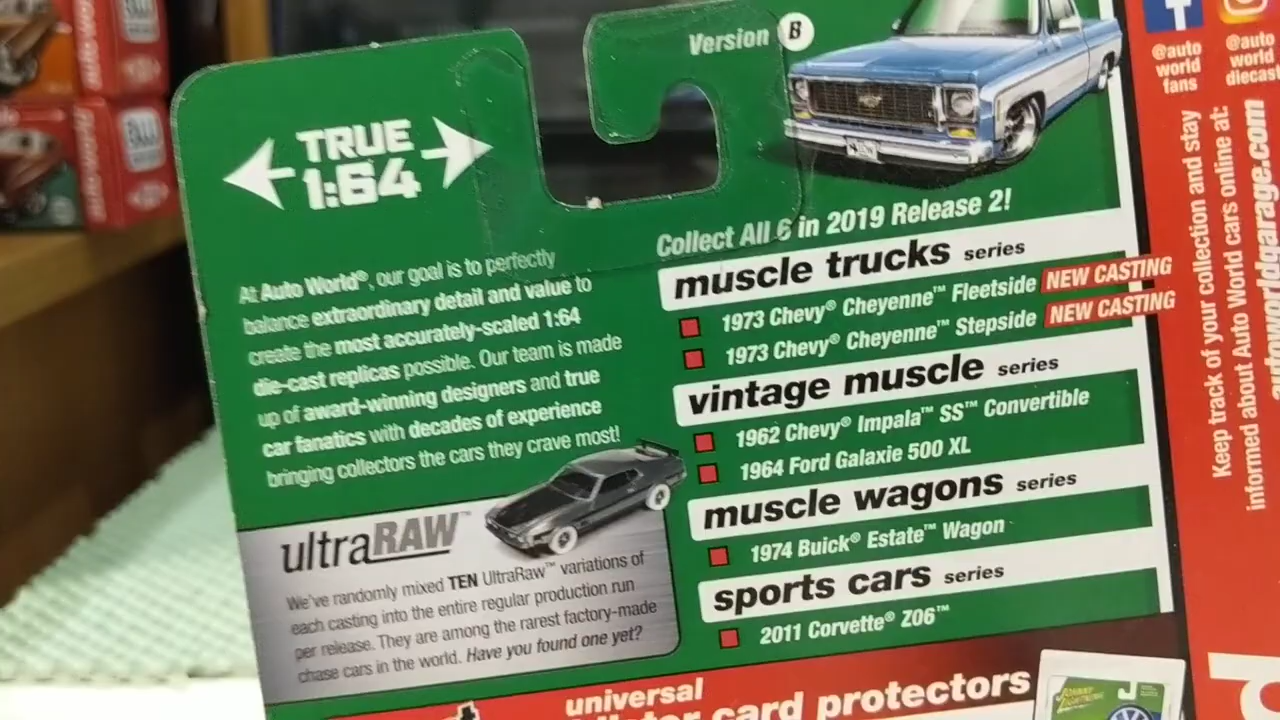 Version B
TRUE
1:64
At Auto World®, our goal is to perfectly
balance extraordinary detail and value to
create the most accurately-scaled 1:64
die-cast replicas possible. Our team is made
up of award-winning designers and true
car fanatics with decades of experience
bringing collectors the cars they crave most!
ultraRAW™
We've randomly mixed TEN UltraRaw™ variations of
each casting into the entire regular production run
per release. They are among the rarest factory-made
chase cars in the world. Have you found one yet?
Collect All 6 in 2019 Release 2!
muscle trucks series
1973 Chevy® Cheyenne™ Fleetside NEW CASTING
1973 Chevy® Cheyenne™ Stepside NEW CASTING
vintage muscle series
1962 Chevy® Impala™ SS™ Convertible
1964 Ford Galaxie 500 XL
muscle wagons series
1974 Buick® Estate™ Wagon
sports cars series
2011 Corvette® Z06™
universal
card protectors
JOHNNY
LIGHTNING
@auto
world
fans
@auto
world
diecast
Keep track of your collection and stay
informed about Auto World cars online at:
autoworldgarage.com
auto world